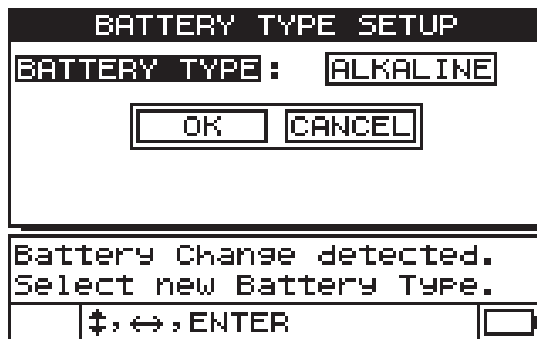 BATTERY TYPE SETUP
BATTERY TYPE: ALKALINE
OK CANCEL
Battery Change detected.
Select new Battery Type.
↕, ↔, ENTER